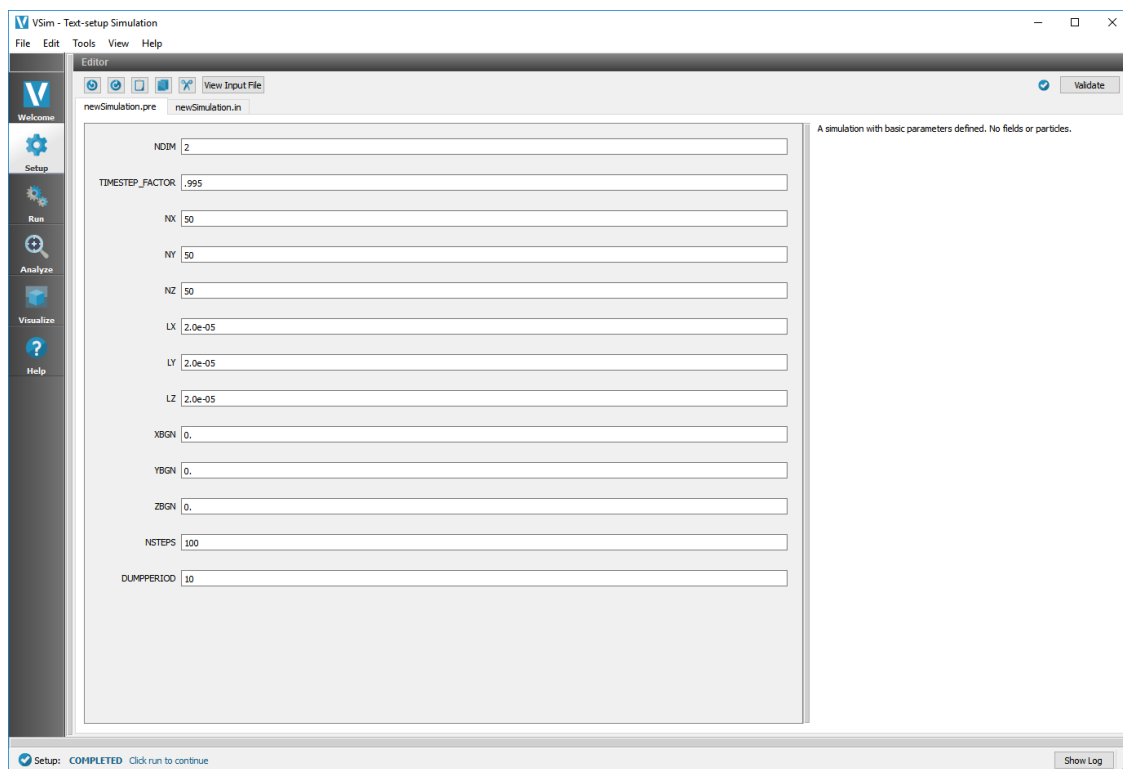 VSim - Text-setup Simulation
File Edit Tools View Help
Editor
View Input File
Validate
newSimulation.pre newSimulation.in
Welcome
Setup
Run
Analyze
Visualize
Help
NDIM 2
TIMESTEP_FACTOR .995
NX 50
NY 50
NZ 50
LX 2.0e-05
LY 2.0e-05
LZ 2.0e-05
XBGN 0.
YBGN 0.
ZBGN 0.
NSTEPS 100
DUMPPERIOD 10
A simulation with basic parameters defined. No fields or particles.
Setup: COMPLETED Click run to continue
Show Log